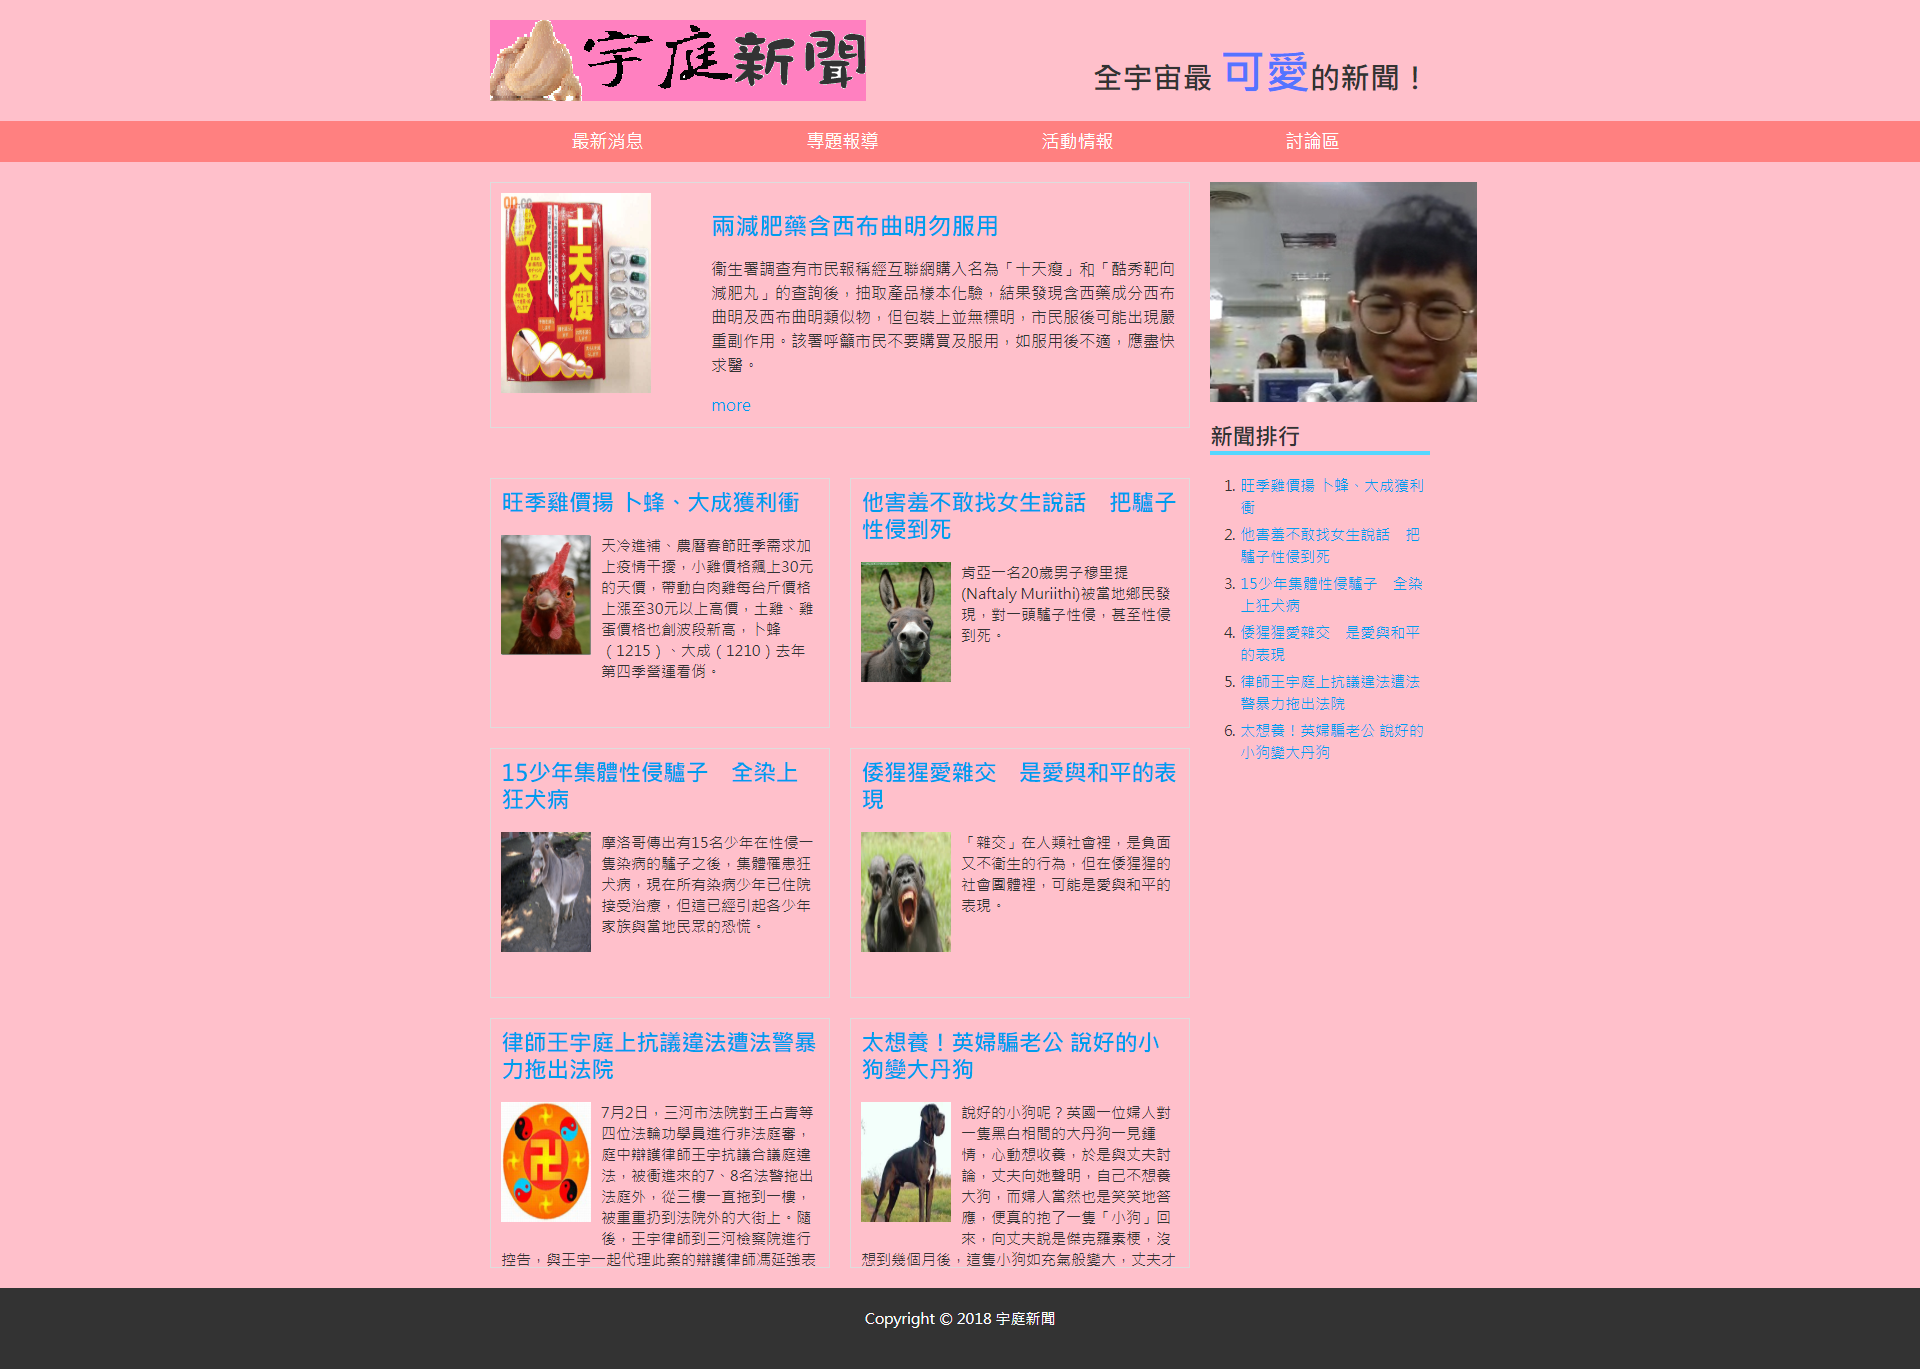 宇庭新聞
全宇宙最 可愛的新聞！
最新消息 專題報導 活動情報 討論區
十天瘦
兩減肥藥含西布曲明勿服用
衛生署調查有市民報稱經互聯網購入名為「十天瘦」和「酷秀靶向
減肥丸」的查詢後，抽取產品樣本化驗，結果發現含西藥成分西布
曲明及西布曲明類似物，但包裝上並無標明，市民服後可能出現嚴
重副作用。該署呼籲市民不要購買及服用，如服用後不適，應盡快
求醫。
more
旺季雞價揚 卜蜂、大成獲利衝
天冷進補、農曆春節旺季需求加
上疫情干擾，小雞價格飆上30元
的天價，帶動白肉雞每台斤價格
上漲至30元以上高價，土雞、雞
蛋價格也創波段新高，卜蜂
（1215）、大成（1210）去年
第四季營運看俏。
他害羞不敢找女生說話　把驢子
性侵到死
肯亞一名20歲男子穆里提
(Naftaly Muriithi)被當地鄉民發
現，對一頭驢子性侵，甚至性侵
到死。
15少年集體性侵驢子　全染上
狂犬病
摩洛哥傳出有15名少年在性侵一
隻染病的驢子之後，集體罹患狂
犬病，現在所有染病少年已住院
接受治療，但這已經引起各少年
家族與當地民眾的恐慌。
倭猩猩愛雜交　是愛與和平的表
現
「雜交」在人類社會裡，是負面
又不衛生的行為，但在倭猩猩的
社會團體裡，可能是愛與和平的
表現。
律師王宇庭上抗議違法遭法警暴
力拖出法院
7月2日，三河市法院對王占青等
四位法輪功學員進行非法庭審，
庭中辯護律師王宇抗議合議庭違
法，被衝進來的7、8名法警拖出
法庭外，從三樓一直拖到一樓，
被重重扔到法院外的大街上。隨
後，王宇律師到三河檢察院進行
控告，與王宇一起代理此案的辯護律師馮延強表
太想養！英婦騙老公 說好的小
狗變大丹狗
說好的小狗呢？英國一位婦人對
一隻黑白相間的大丹狗一見鍾
情，心動想收養，於是與丈夫討
論，丈夫向她聲明，自己不想養
大狗，而婦人當然也是笑笑地答
應，便真的抱了一隻「小狗」回
來，向丈夫說是傑克羅素梗，沒
想到幾個月後，這隻小狗如充氣般變大，丈夫才
新聞排行
1. 旺季雞價揚 卜蜂、大成獲利
衝
2. 他害羞不敢找女生說話　把
驢子性侵到死
3. 15少年集體性侵驢子　全染
上狂犬病
4. 倭猩猩愛雜交　是愛與和平
的表現
5. 律師王宇庭上抗議違法遭法
警暴力拖出法院
6. 太想養！英婦騙老公 說好的
小狗變大丹狗
Copyright © 2018 宇庭新聞